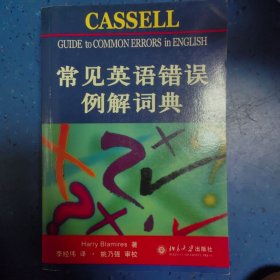 CASSELL
GUIDE to COMMON ERRORS in ENGLISH
常见英语错误
例解词典
Harry Blamires 著
李经伟 译·姚乃强 审校
北京大学出版社